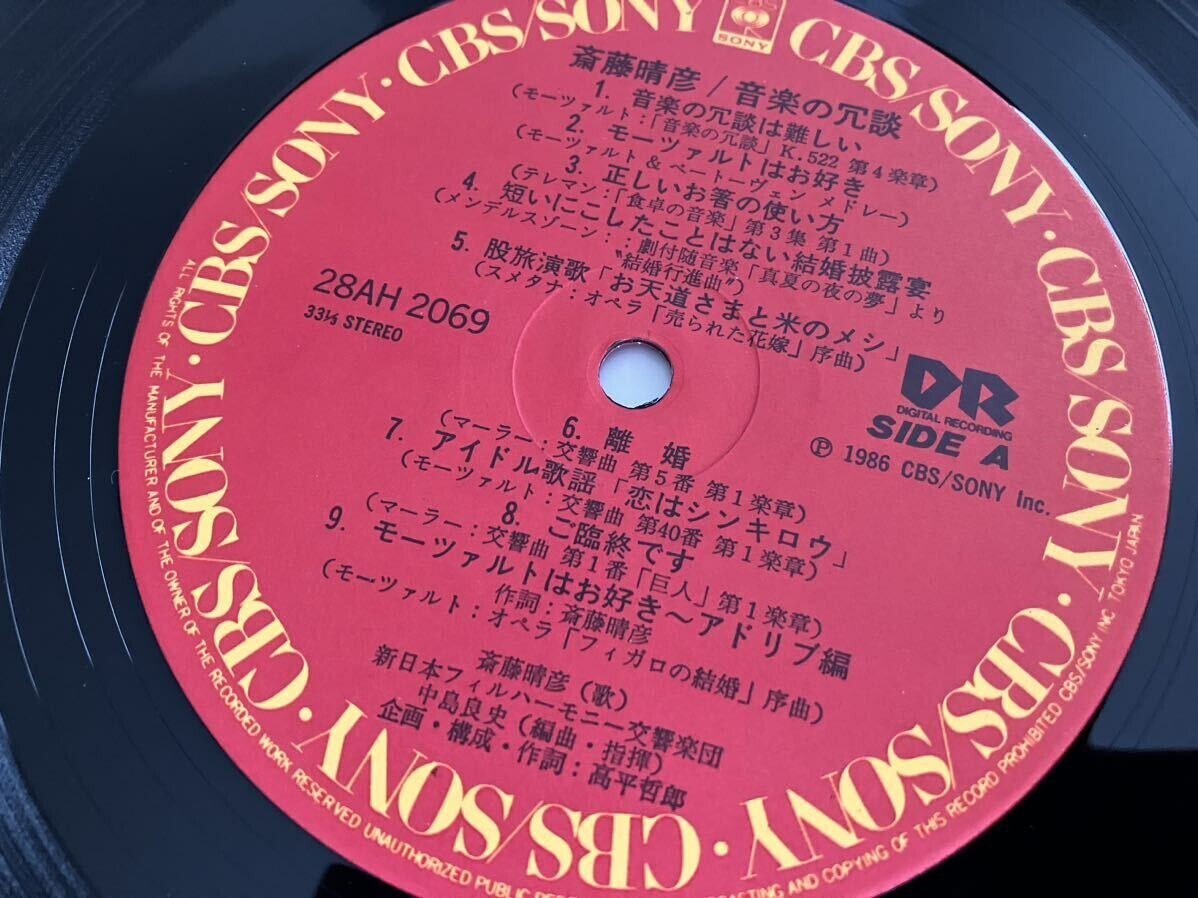 CBS/SONY · CBS/SONY · CBS/SONY · CBS/SONY · CBS/SONY · CBS/SONY · CBS/SONY · CBS/SONY
CBS
SONY
斎藤晴彦/音楽の冗談
1. 音楽の冗談は難しい
(モーツァルト:「音楽の冗談」K.522 第4楽章)
2. モーツァルトはお好き
(モーツァルト&ベートーヴェン メドレー)
3. 正しいお箸の使い方
(テレマン:「食卓の音楽」第3集 第1曲)
4. 短いにこしたことはない結婚披露宴
(メンデルスゾーン::劇付随音楽「真夏の夜の夢」より
"結婚行進曲")
5. 股旅演歌「お天道さまと米のメシ」
(スメタナ:オペラ「売られた花嫁」序曲)
28AH 2069
33⅓ STEREO
DR
DIGITAL RECORDING
SIDE A
Ⓟ 1986 CBS/SONY Inc.
6. 離婚
(マーラー:交響曲 第5番 第1楽章)
7. アイドル歌謡「恋はシンキロウ」
(モーツァルト:交響曲 第40番 第1楽章)
8. ご臨終です
(マーラー:交響曲 第1番「巨人」第1楽章)
9. モーツァルトはお好き～アドリブ編
(モーツァルト:オペラ「フィガロの結婚」序曲)
作詞:斎藤晴彦
斎藤晴彦(歌)
新日本フィルハーモニー交響楽団
中島良史(編曲・指揮)
企画・構成・作詞:高平哲郎
ALL RIGHTS OF THE MANUFACTURER AND OF THE OWNER OF THE RECORDED WORK RESERVED UNAUTHORIZED PUBLIC AND COPYING OF THIS RECORD PROHIBITED CBS/SONY INC TOKYO JAPAN